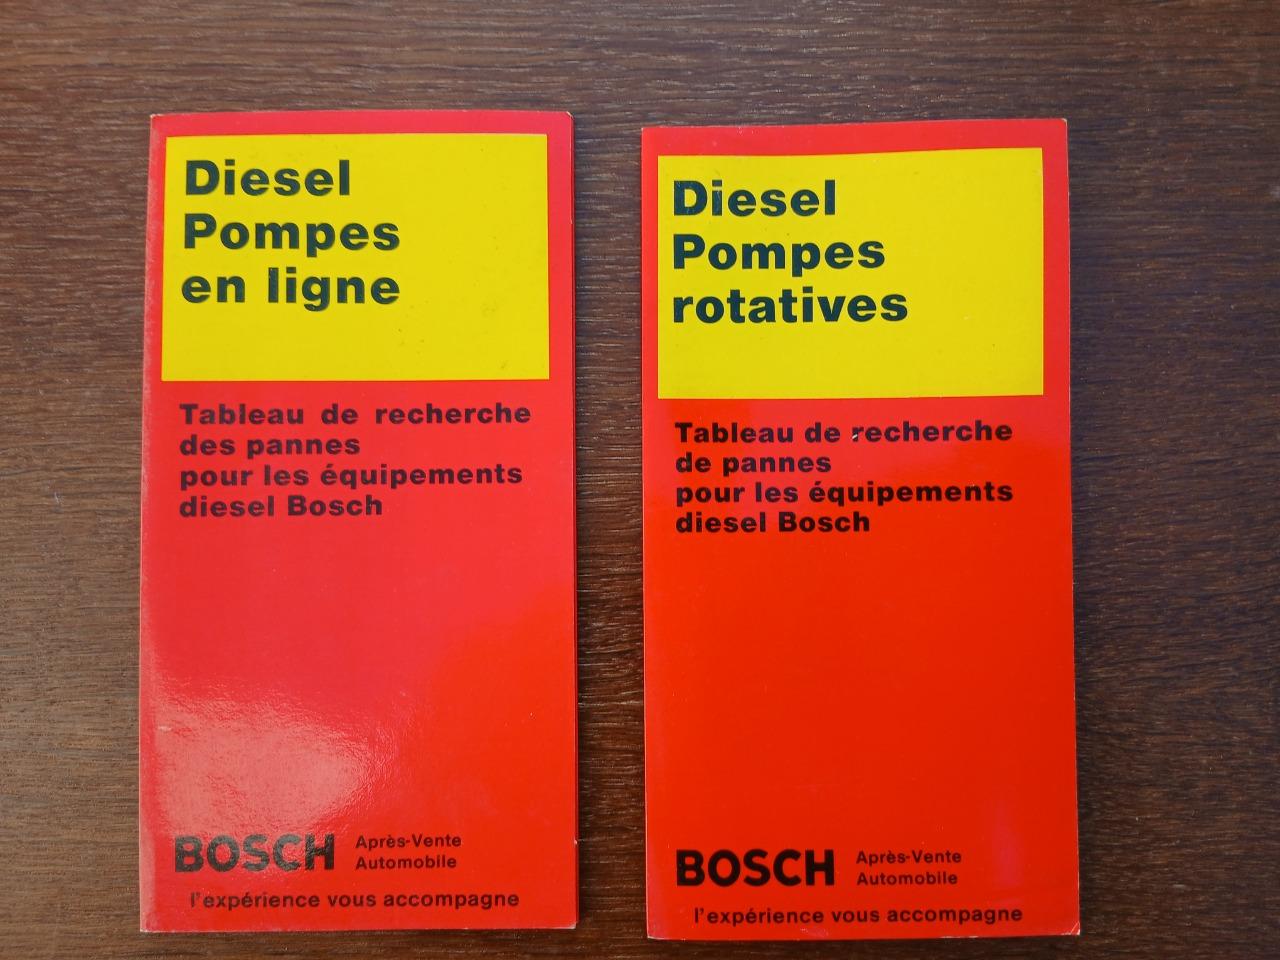 Diesel
Pompes
en ligne
Tableau de recherche
des pannes
pour les équipements
diesel Bosch
BOSCH Après-Vente
Automobile
l'expérience vous accompagne
Diesel
Pompes
rotatives
Tableau de recherche
de pannes
pour les équipements
diesel Bosch
BOSCH Après-Vente
Automobile
l'expérience vous accompagne